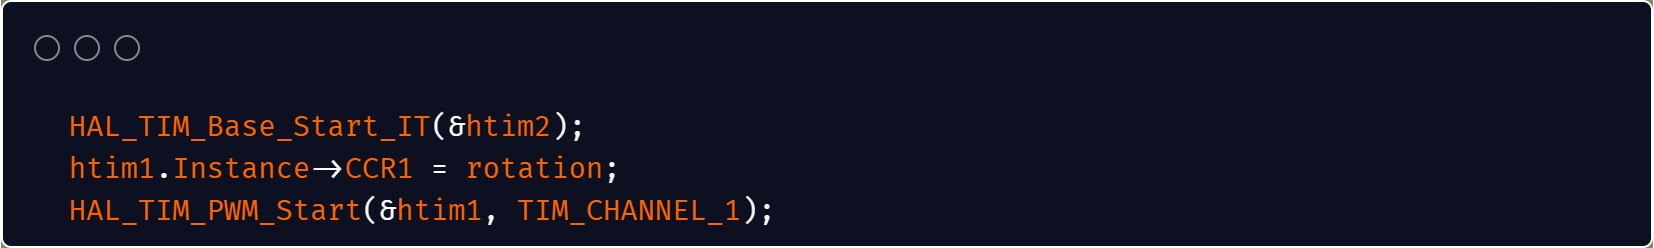 HAL_TIM_Base_Start_IT(&htim2);
htim1.Instance->CCR1 = rotation;
HAL_TIM_PWM_Start(&htim1, TIM_CHANNEL_1);